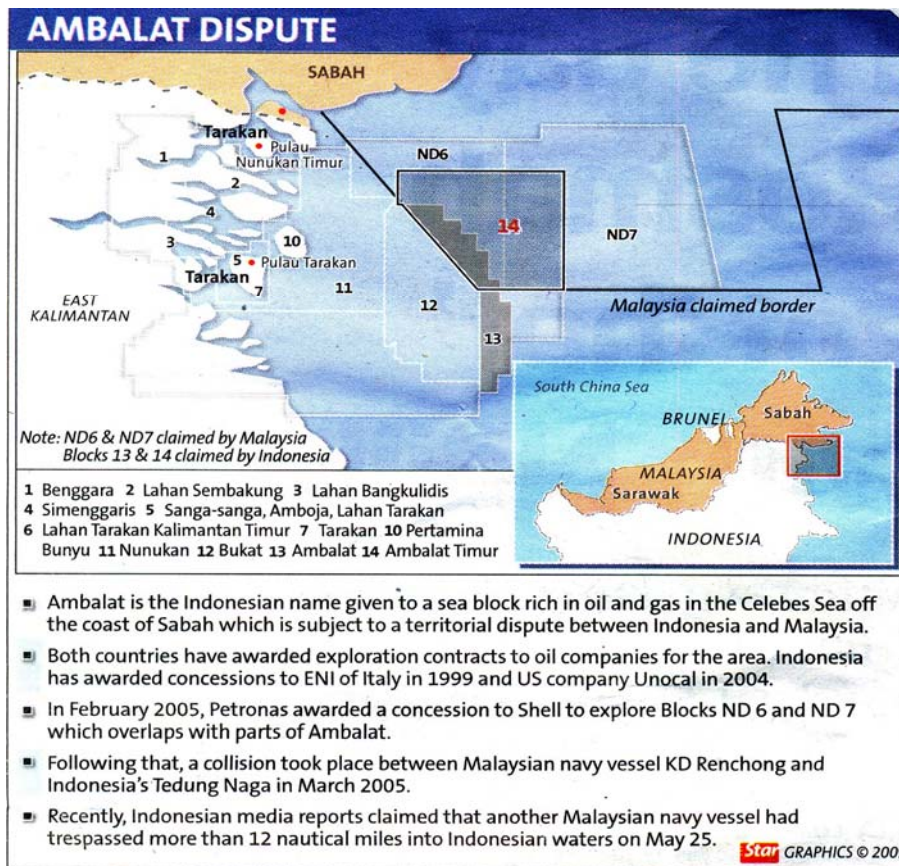 AMBALAT DISPUTE
SABAH
Tarakan
Pulau
Nunukan Timur
ND6
1
2
4
14
ND7
3
10
5
Pulau Tarakan
Tarakan
7
11
EAST
KALIMANTAN
12
Malaysia claimed border
13
Note: ND6 & ND7 claimed by Malaysia
Blocks 13 & 14 claimed by Indonesia
South China Sea
BRUNEI
Sabah
MALAYSIA
Sarawak
INDONESIA
1 Benggara 2 Lahan Sembakung 3 Lahan Bangkulidis
4 Simenggaris 5 Sanga-sanga, Amboja, Lahan Tarakan
6 Lahan Tarakan Kalimantan Timur 7 Tarakan 10 Pertamina
Bunyu 11 Nunukan 12 Bukat 13 Ambalat 14 Ambalat Timur
Ambalat is the Indonesian name given to a sea block rich in oil and gas in the Celebes Sea off
the coast of Sabah which is subject to a territorial dispute between Indonesia and Malaysia.
Both countries have awarded exploration contracts to oil companies for the area. Indonesia
has awarded concessions to ENI of Italy in 1999 and US company Unocal in 2004.
In February 2005, Petronas awarded a concession to Shell to explore Blocks ND 6 and ND 7
which overlaps with parts of Ambalat.
Following that, a collision took place between Malaysian navy vessel KD Renchong and
Indonesia's Tedung Naga in March 2005.
Recently, Indonesian media reports claimed that another Malaysian navy vessel had
trespassed more than 12 nautical miles into Indonesian waters on May 25.
Star GRAPHICS © 200